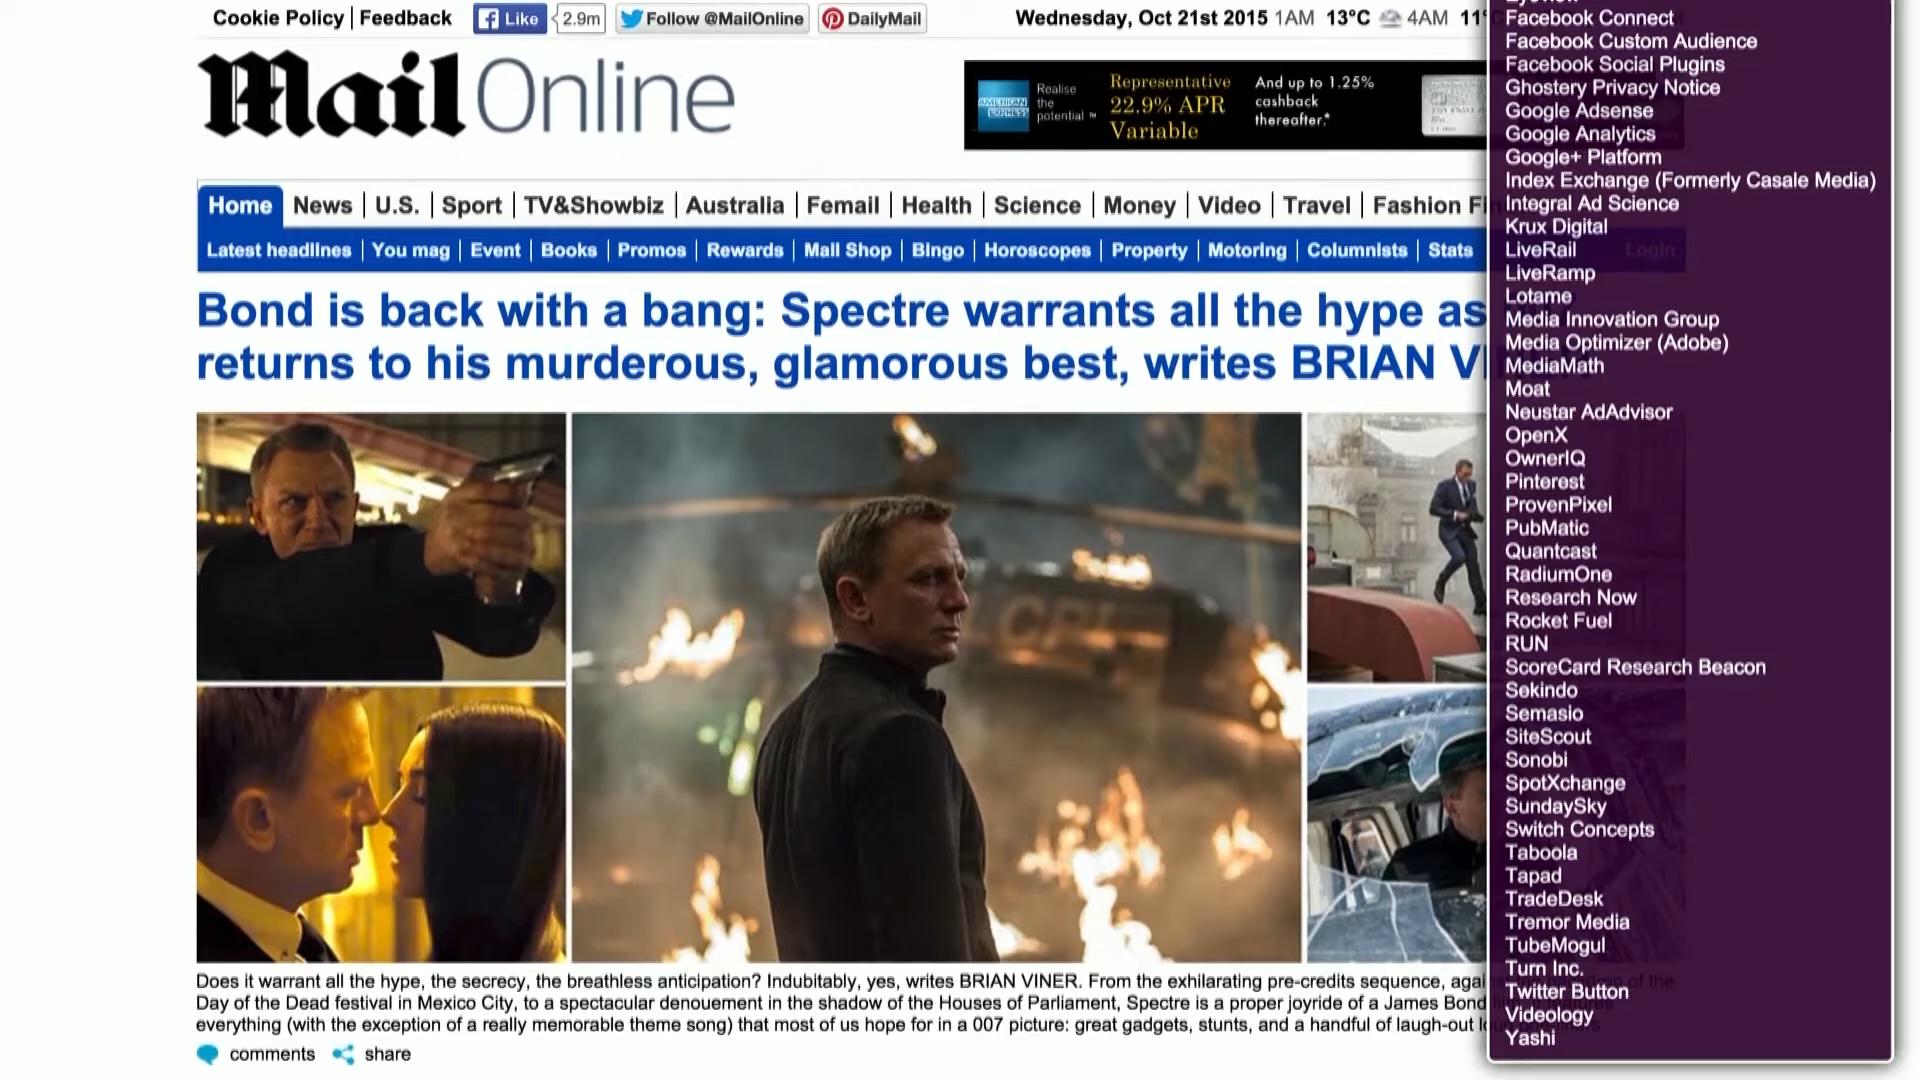 Cookie Policy | Feedback
Like
2.9m
Follow @MailOnline
DailyMail
Wednesday, Oct 21st 2015 1AM 13°C 4AM 11°
Mail Online
AMERICAN EXPRESS
Realise the potential ™
Representative
22.9% APR
Variable
And up to 1.25%
cashback
thereafter.*
Home News | U.S. | Sport | TV&Showbiz | Australia | Femail | Health | Science | Money | Video | Travel | Fashion Fi
Latest headlines | You mag | Event | Books | Promos | Rewards | Mail Shop | Bingo | Horoscopes | Property | Motoring | Columnists | Stats
Login
Bond is back with a bang: Spectre warrants all the hype as
returns to his murderous, glamorous best, writes BRIAN VI
Does it warrant all the hype, the secrecy, the breathless anticipation? Indubitably, yes, writes BRIAN VINER. From the exhilarating pre-credits sequence, agai
Day of the Dead festival in Mexico City, to a spectacular denouement in the shadow of the Houses of Parliament, Spectre is a proper joyride of a James Bond
everything (with the exception of a really memorable theme song) that most of us hope for in a 007 picture: great gadgets, stunts, and a handful of laugh-out
comments share
Facebook Connect
Facebook Custom Audience
Facebook Social Plugins
Ghostery Privacy Notice
Google Adsense
Google Analytics
Google+ Platform
Index Exchange (Formerly Casale Media)
Integral Ad Science
Krux Digital
LiveRail
LiveRamp
Lotame
Media Innovation Group
Media Optimizer (Adobe)
MediaMath
Moat
Neustar AdAdvisor
OpenX
OwnerIQ
Pinterest
ProvenPixel
PubMatic
Quantcast
RadiumOne
Research Now
Rocket Fuel
RUN
ScoreCard Research Beacon
Sekindo
Semasio
SiteScout
Sonobi
SpotXchange
SundaySky
Switch Concepts
Taboola
Tapad
TradeDesk
Tremor Media
TubeMogul
Turn Inc.
Twitter Button
Videology
Yashi